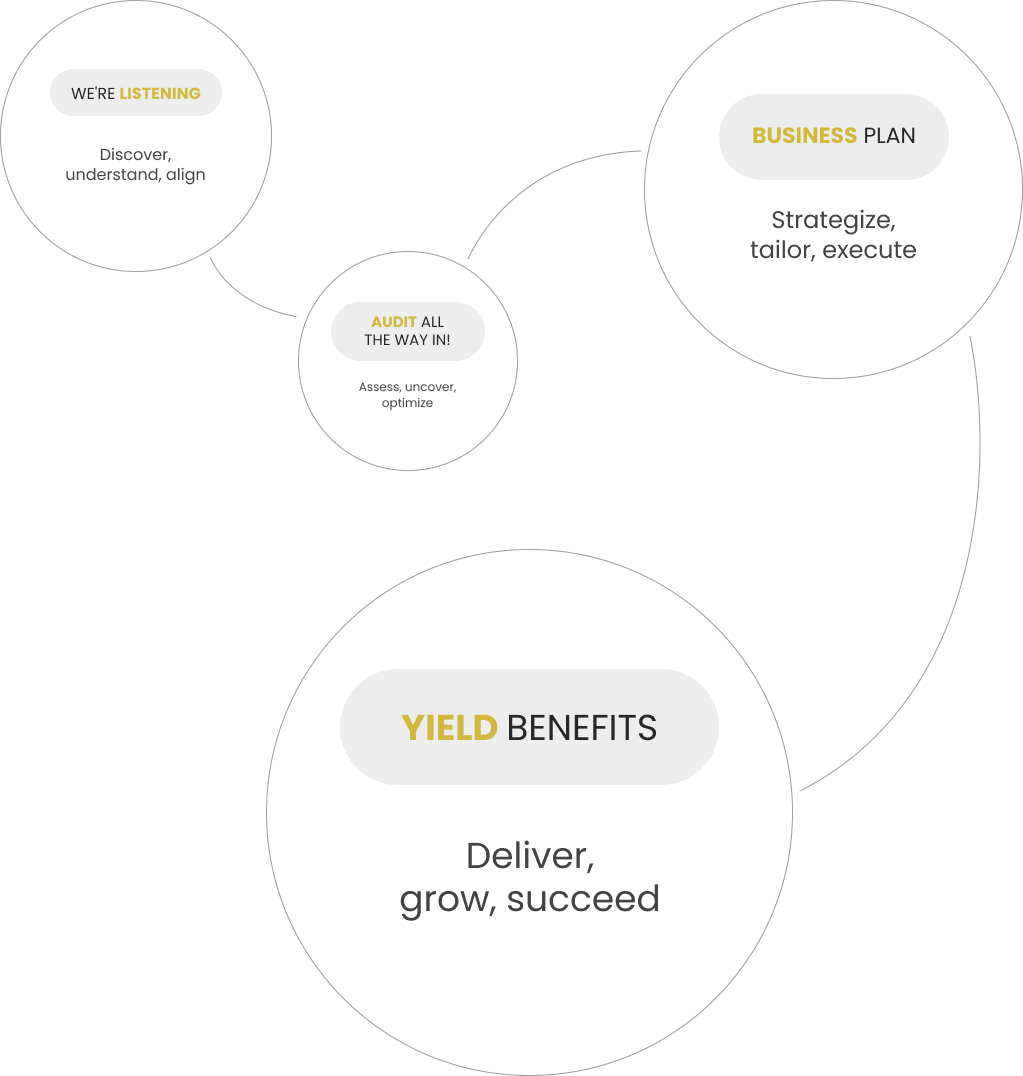 WE'RE LISTENING
Discover,
understand, align
AUDIT ALL
THE WAY IN!
Assess, uncover,
optimize
BUSINESS PLAN
Strategize,
tailor, execute
YIELD BENEFITS
Deliver,
grow, succeed